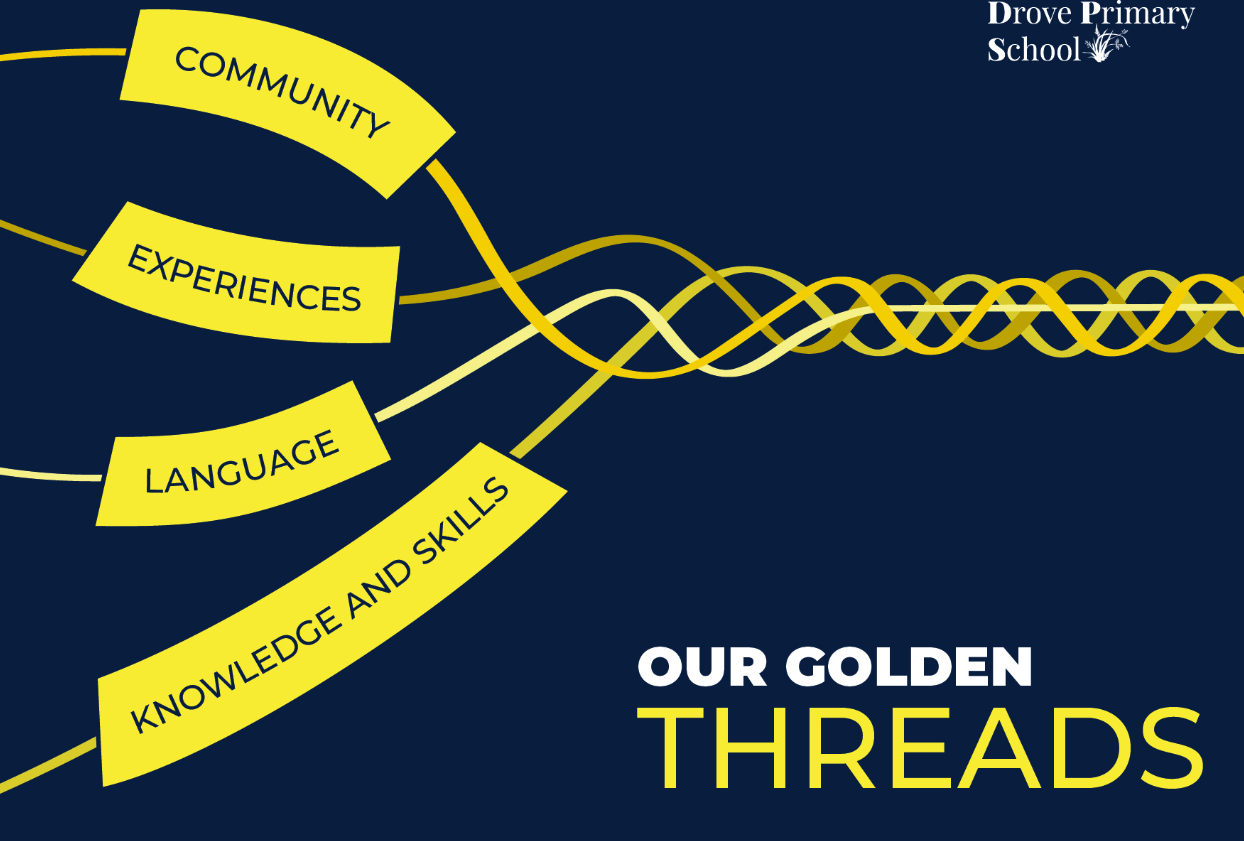 Drove Primary
School
COMMUNITY
EXPERIENCES
LANGUAGE
KNOWLEDGE AND SKILLS
OUR GOLDEN
THREADS